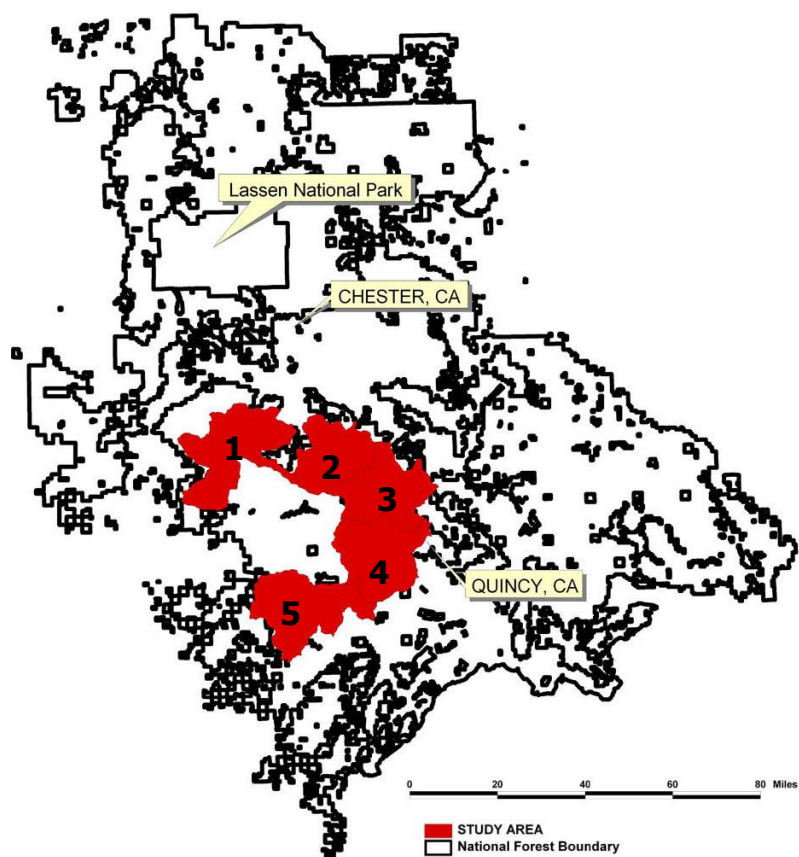 Lassen National Park
CHESTER, CA
1
2
3
4
5
QUINCY, CA
0 20 40 60 80 Miles
STUDY AREA
National Forest Boundary